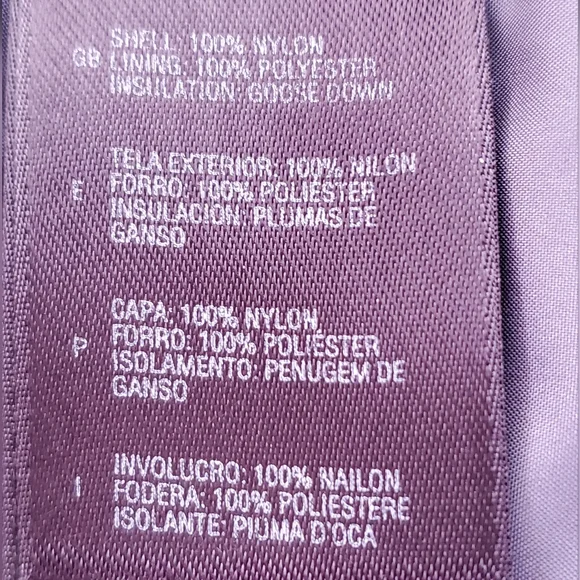 SHELL: 100% NYLON
GB LINING: 100% POLYESTER
INSULATION: GOOSE DOWN
TELA EXTERIOR: 100% NILON
E FORRO: 100% POLIESTER
INSULACION: PLUMAS DE
GANSO
CAPA: 100% NYLON
P FORRO: 100% POLIESTER
ISOLAMENTO: PENUGEM DE
GANSO
INVOLUCRO: 100% NAILON
I FODERA: 100% POLIESTERE
ISOLANTE: PIUMA D'OCA